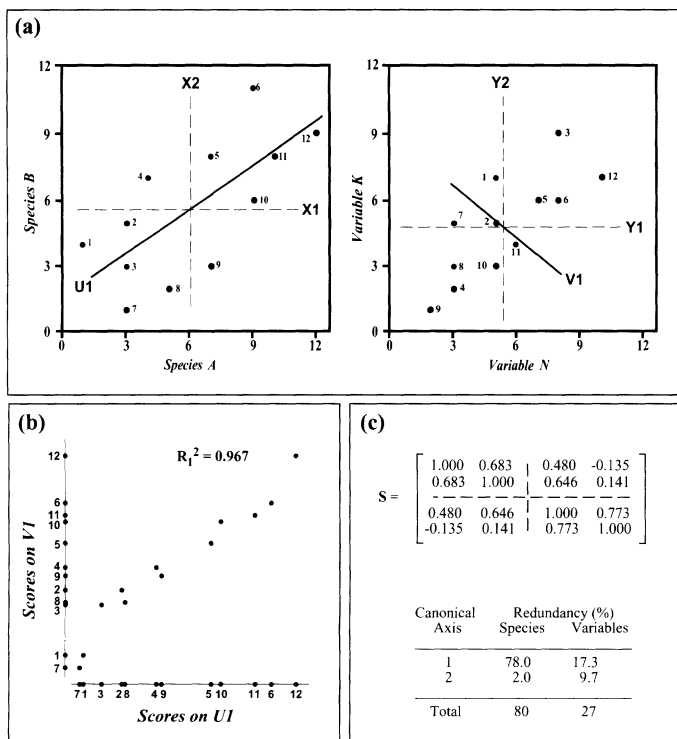 (a)
12
9
6
3
0
Species B
0
3
6
9
12
Species A
X2
X1
U1
1
2
3
4
5
6
7
8
9
10
11
12
12
9
6
3
0
Variable K
0
3
6
9
12
Variable N
Y2
Y1
V1
1
2
3
4
5
6
7
8
9
10
11
12
(b)
R₁² = 0.967
Scores on V1
12
6
11
10
5
4
9
2
8
3
1
7
7 1 3 2 8 4 9 5 10 11 6 12
Scores on U1
(c)
S =
1.000 0.683 0.480 -0.135
0.683 1.000 0.646 0.141
0.480 0.646 1.000 0.773
-0.135 0.141 0.773 1.000
Canonical Redundancy (%)
Axis Species Variables
1 78.0 17.3
2 2.0 9.7
Total 80 27